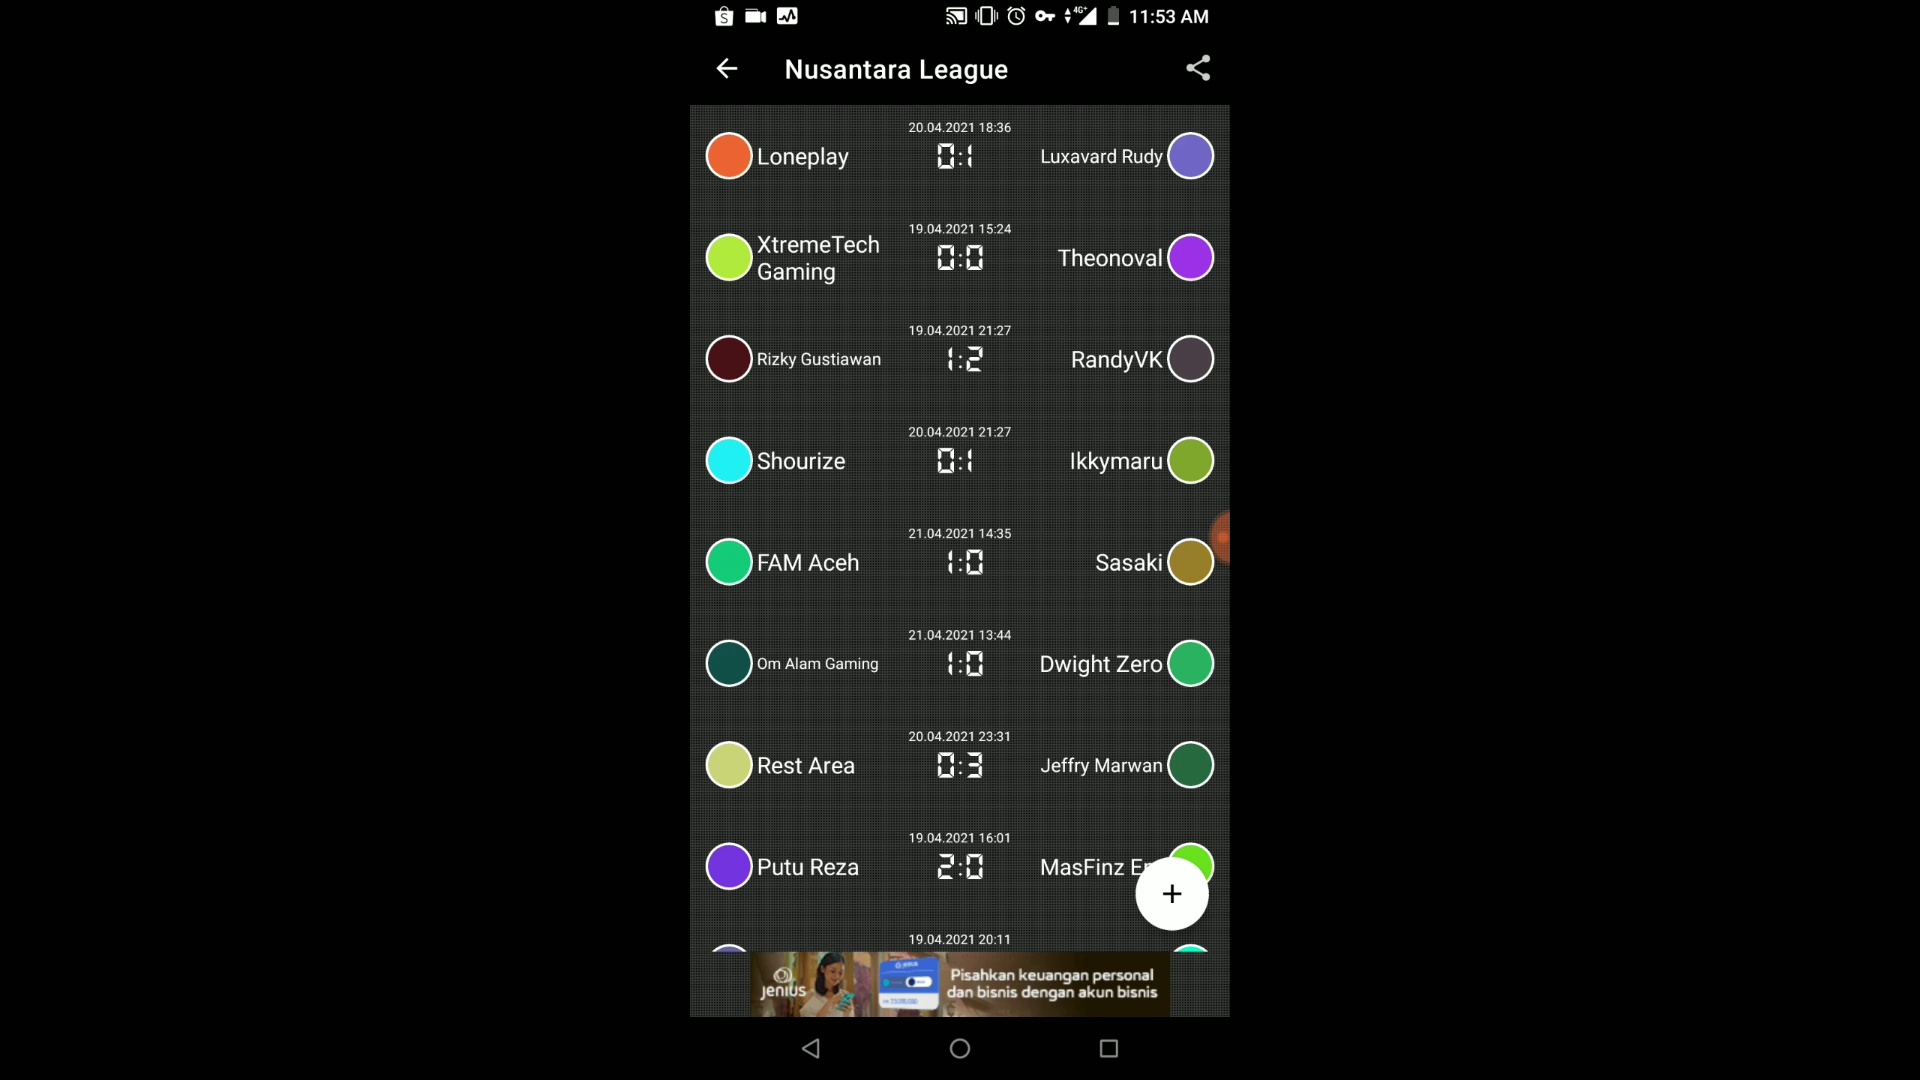 4G+ 11:53 AM
Nusantara League
20.04.2021 18:36
Loneplay 0:1 Luxavard Rudy
19.04.2021 15:24
XtremeTech
Gaming 0:0 Theonoval
19.04.2021 21:27
Rizky Gustiawan 1:2 RandyVK
20.04.2021 21:27
Shourize 0:1 Ikkymaru
21.04.2021 14:35
FAM Aceh 1:0 Sasaki
21.04.2021 13:44
Om Alam Gaming 1:0 Dwight Zero
20.04.2021 23:31
Rest Area 0:3 Jeffry Marwan
19.04.2021 16:01
Putu Reza 2:0 MasFinz
+
19.04.2021 20:11
jenius
Pisahkan keuangan personal
dan bisnis dengan akun bisnis